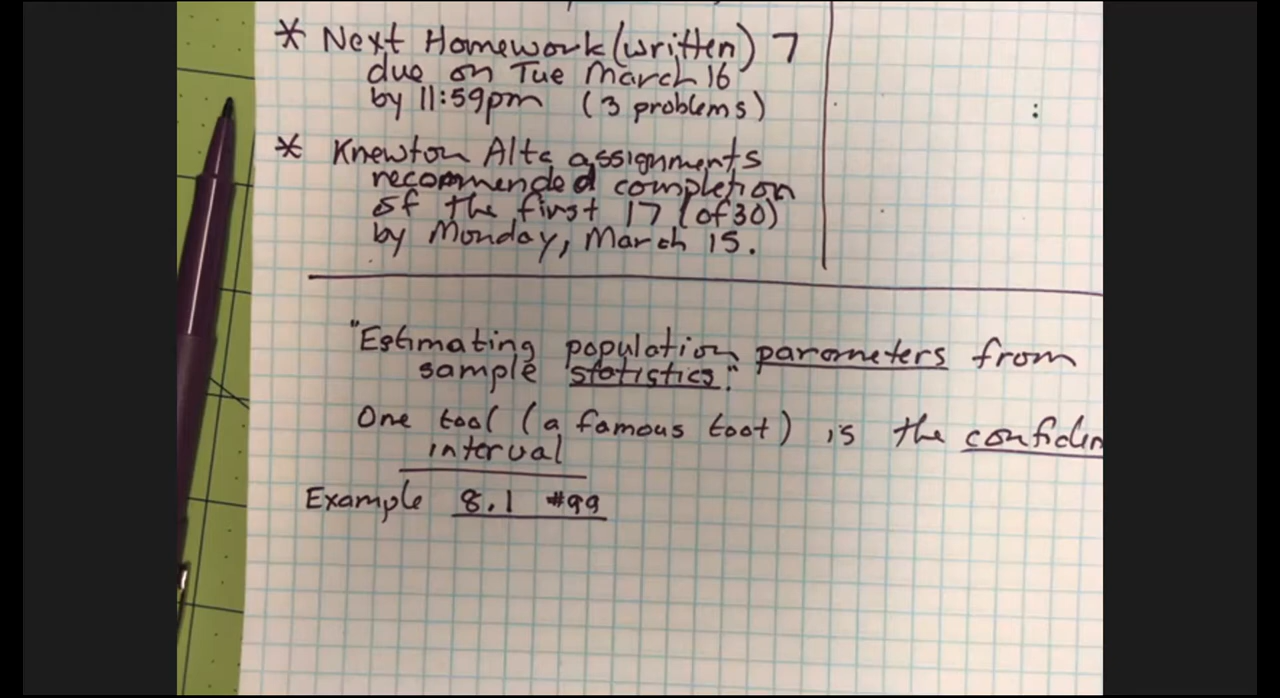 * Next Homework (written) 7
due on Tue March 16
by 11:59pm (3 problems)
* Knewton Alta assignments
recommended completion
of the first 17 (of 30)
by Monday, March 15.
:
"Estimating population parameters from
sample statistics."
One tool (a famous toot) is the confiden
interval
Example 8.1 #99